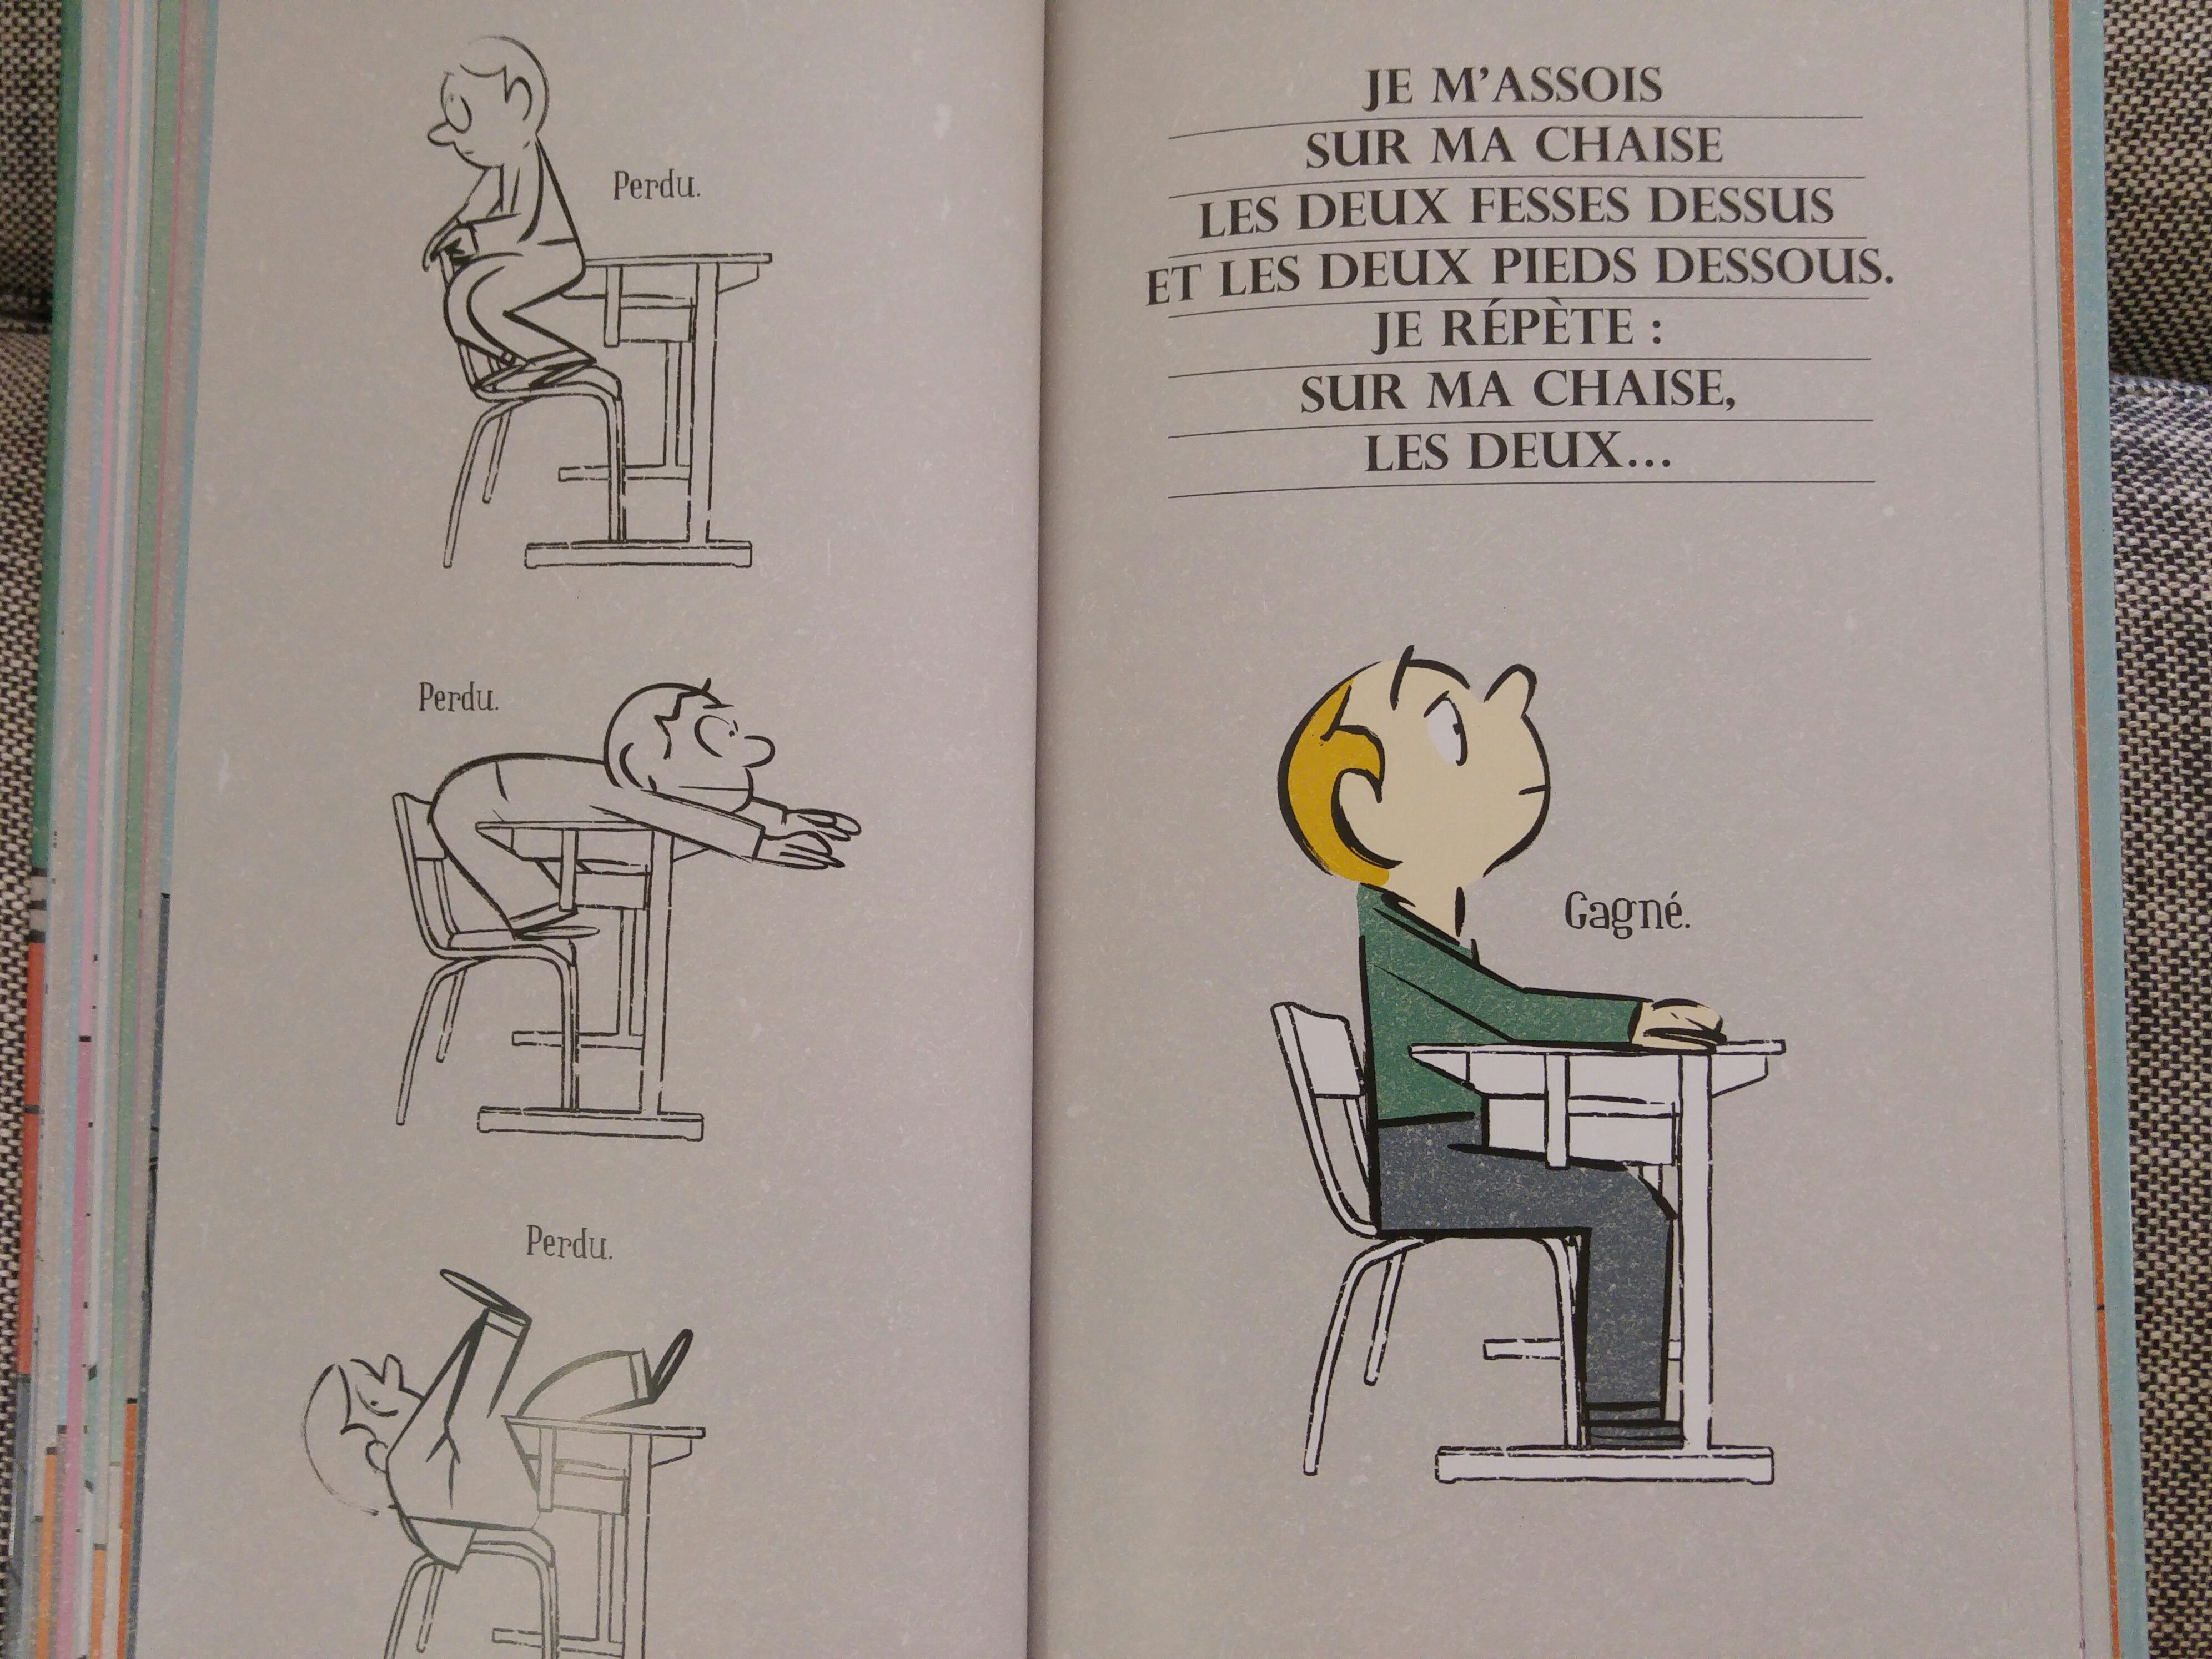 Perdu.
Perdu.
Perdu.
JE M'ASSOIS
SUR MA CHAISE
LES DEUX FESSES DESSUS
ET LES DEUX PIEDS DESSOUS.
JE RÉPÈTE :
SUR MA CHAISE,
LES DEUX...
Gagné.